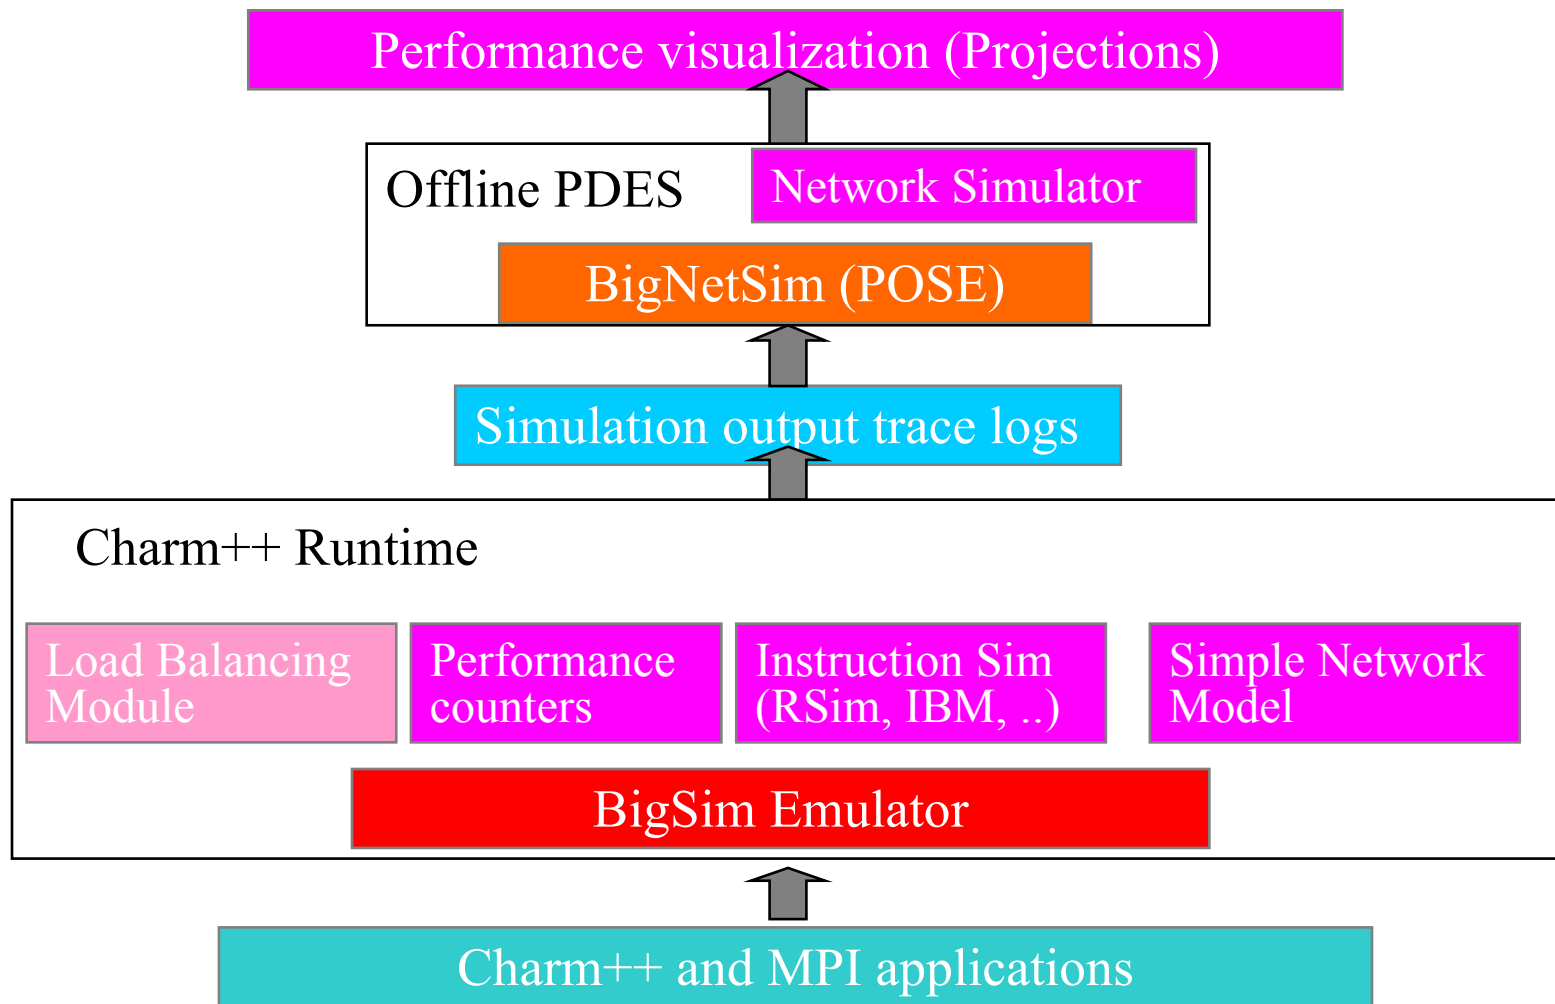 Performance visualization (Projections)
Offline PDES
Network Simulator
BigNetSim (POSE)
Simulation output trace logs
Charm++ Runtime
Load Balancing
Module
Performance
counters
Instruction Sim
(RSim, IBM, ..)
Simple Network
Model
BigSim Emulator
Charm++ and MPI applications